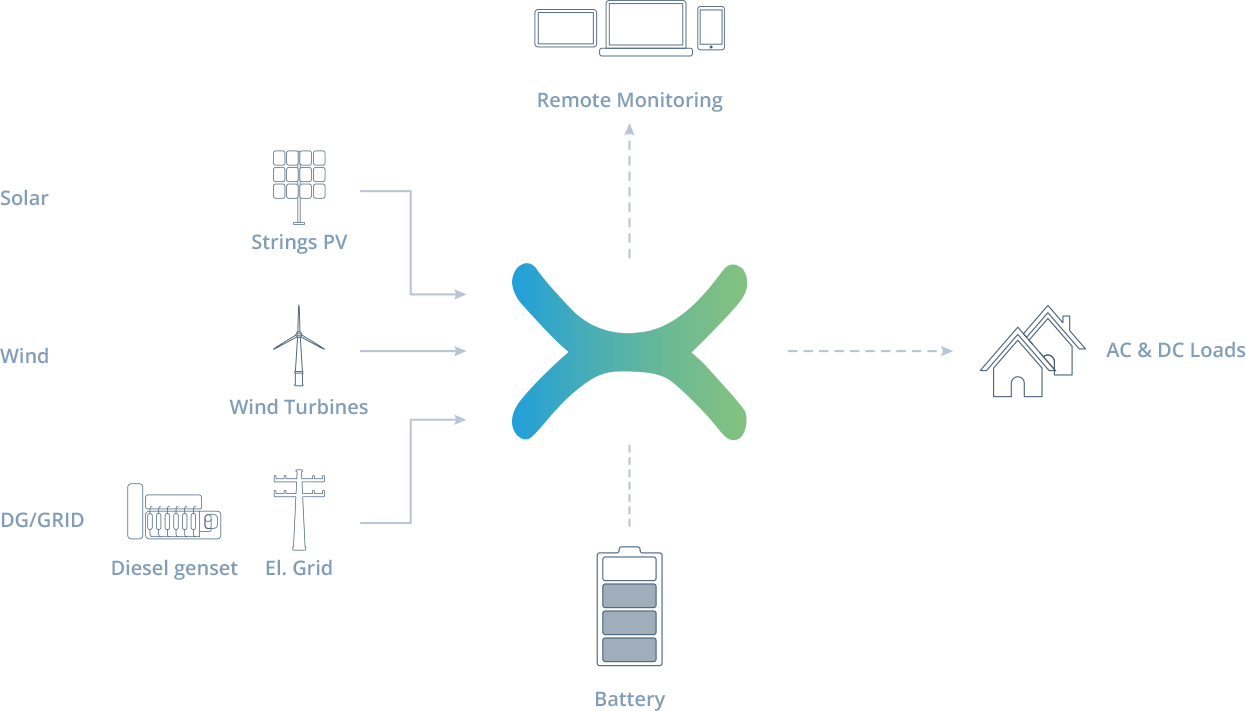 Remote Monitoring
Solar
Strings PV
Wind
Wind Turbines
AC & DC Loads
DG/GRID
Diesel genset
El. Grid
Battery